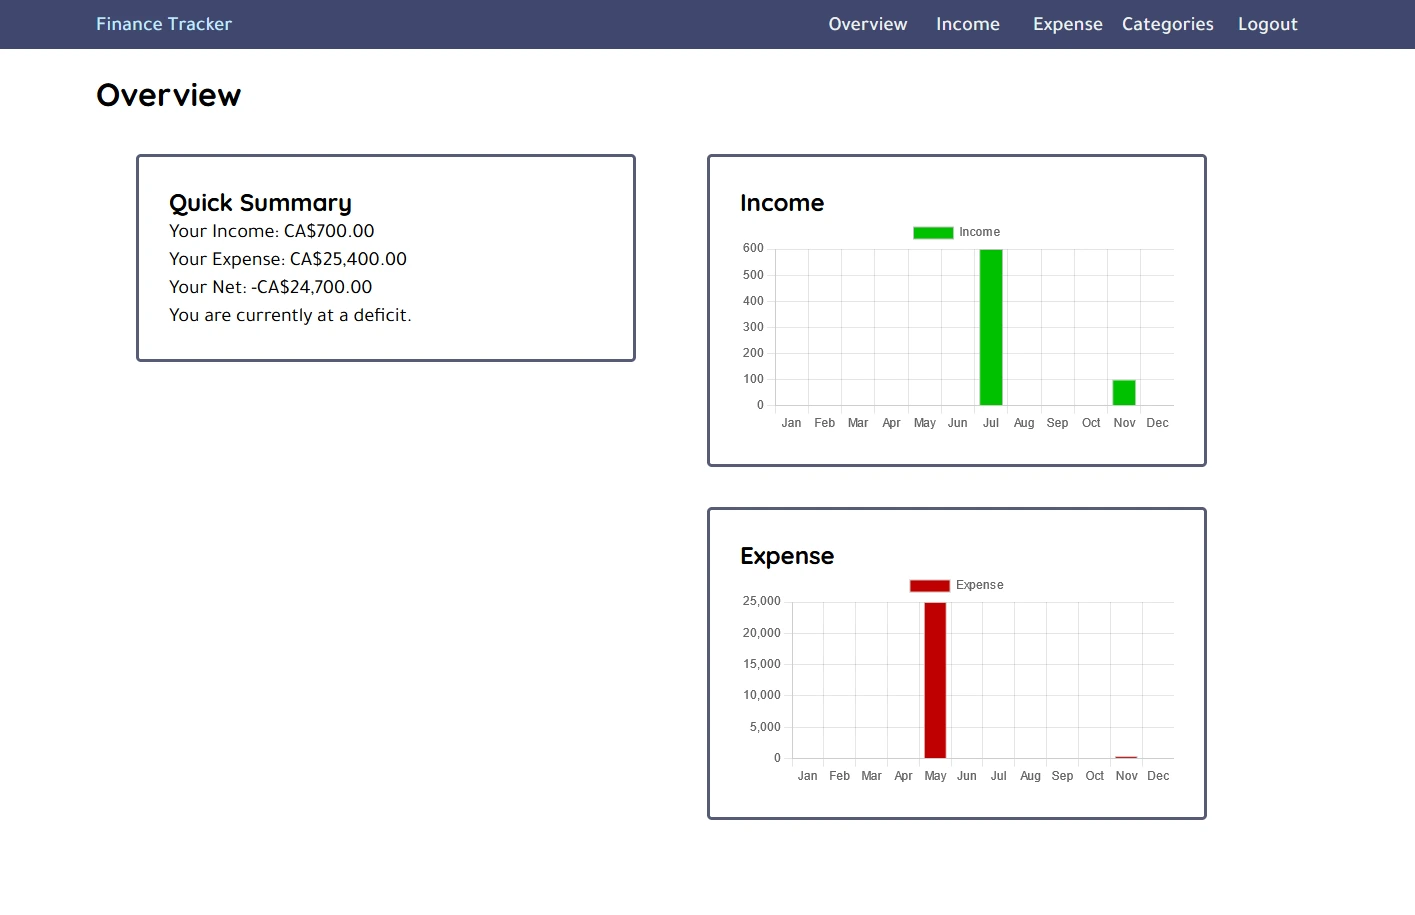 Finance Tracker Overview Income Expense Categories Logout
Overview
Quick Summary
Your Income: CA$700.00
Your Expense: CA$25,400.00
Your Net: -CA$24,700.00
You are currently at a deficit.
Income
Income
600
500
400
300
200
100
0
Jan Feb Mar Apr May Jun Jul Aug Sep Oct Nov Dec
Expense
Expense
25,000
20,000
15,000
10,000
5,000
0
Jan Feb Mar Apr May Jun Jul Aug Sep Oct Nov Dec